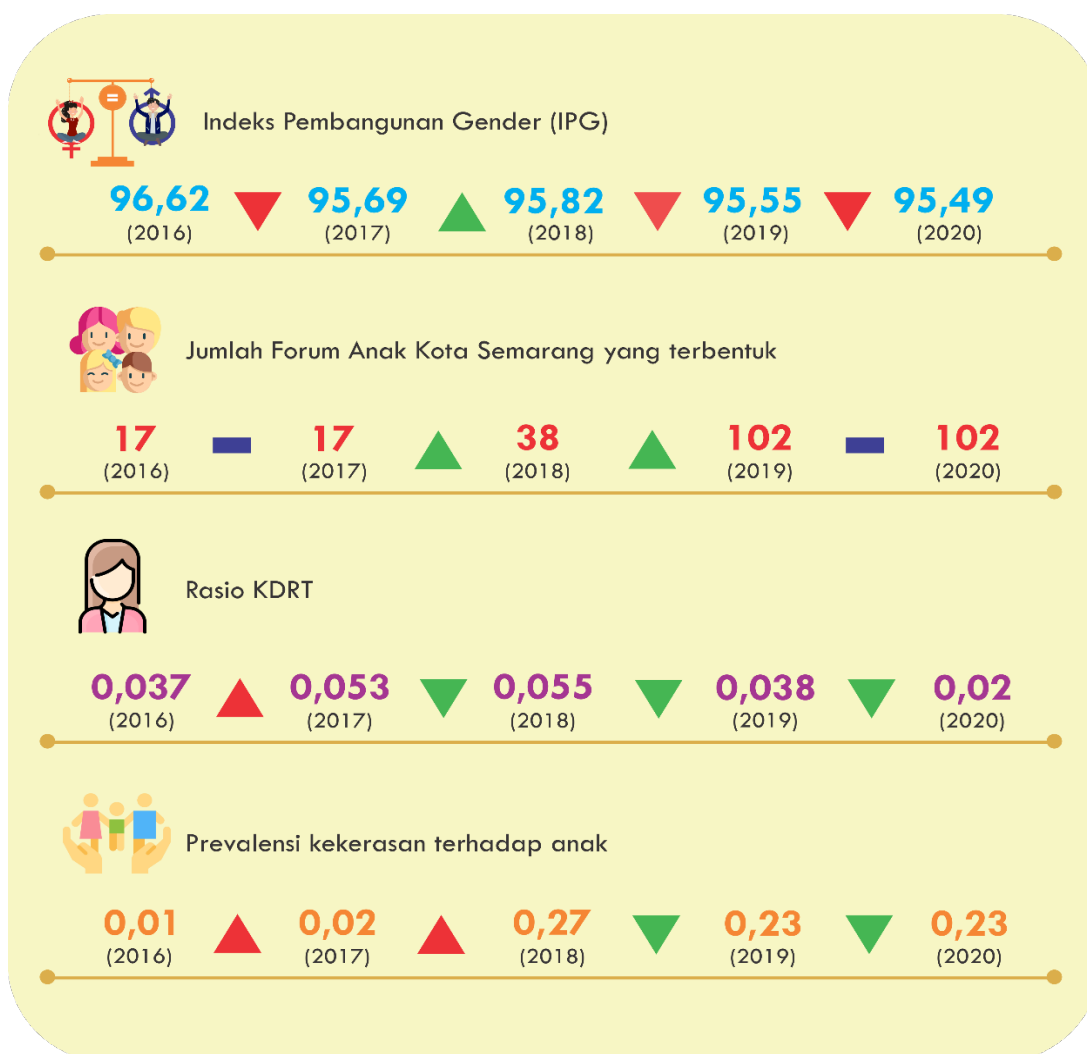 Indeks Pembangunan Gender (IPG)
96,62 95,69 95,82 95,55 95,49
(2016) (2017) (2018) (2019) (2020)
Jumlah Forum Anak Kota Semarang yang terbentuk
17 17 38 102 102
(2016) (2017) (2018) (2019) (2020)
Rasio KDRT
0,037 0,053 0,055 0,038 0,02
(2016) (2017) (2018) (2019) (2020)
Prevalensi kekerasan terhadap anak
0,01 0,02 0,27 0,23 0,23
(2016) (2017) (2018) (2019) (2020)